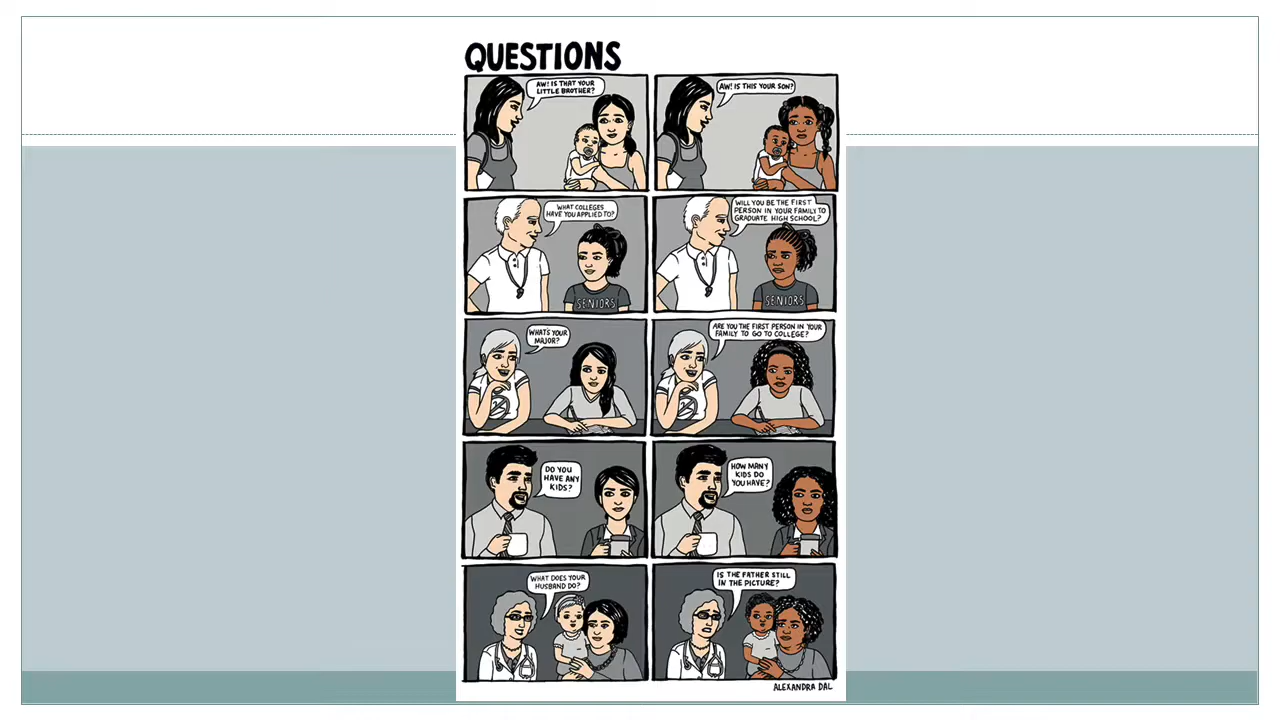 QUESTIONS
AW! IS THAT YOUR
LITTLE BROTHER?
AW! IS THIS YOUR SON?
WHAT COLLEGES
HAVE YOU APPLIED TO?
SENIORS
WILL YOU BE THE FIRST
PERSON IN YOUR FAMILY TO
GRADUATE HIGH SCHOOL?
SENIORS
WHAT'S YOUR
MAJOR?
ARE YOU THE FIRST PERSON IN YOUR
FAMILY TO GO TO COLLEGE?
DO YOU
HAVE ANY
KIDS?
HOW MANY
KIDS DO
YOU HAVE?
WHAT DOES YOUR
HUSBAND DO?
IS THE FATHER STILL
IN THE PICTURE?
ALEXANDRA DAL